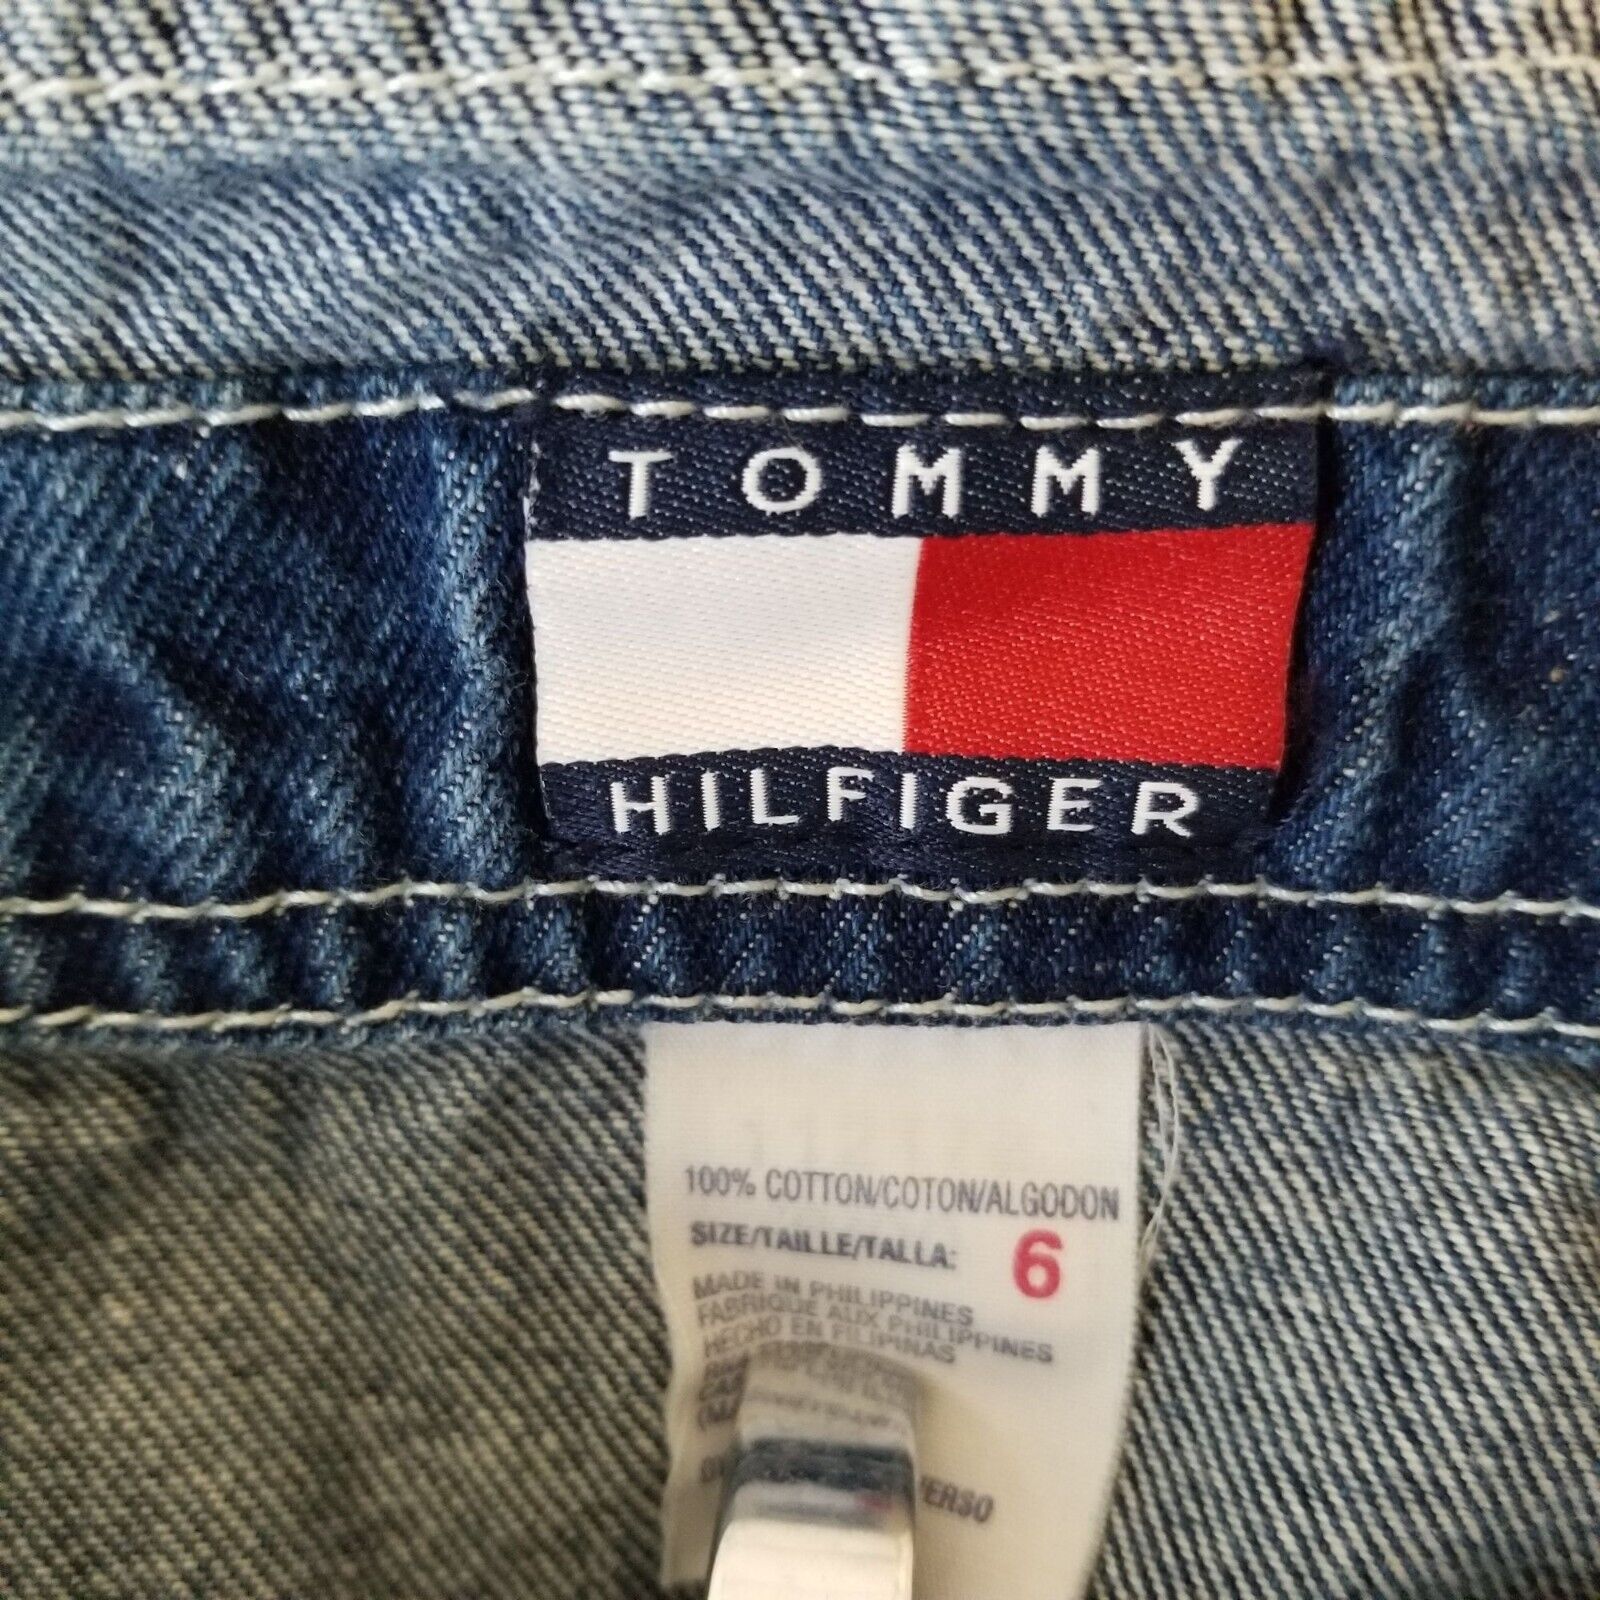 TOMMY
HILFIGER
100% COTTON/COTON/ALGODON
SIZE/TAILLE/TALLA: 6
MADE IN PHILIPPINES
FABRIQUE AUX PHILIPPINES
HECHO EN FILIPINAS